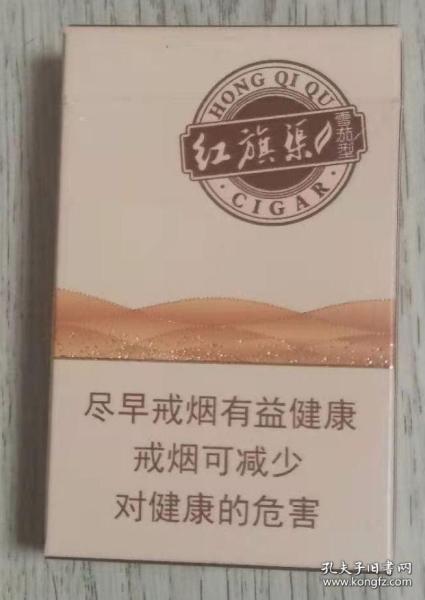 HONG QI QU
红旗渠
雪茄型
CIGAR
尽早戒烟有益健康
戒烟可减少
对健康的危害
孔夫子旧书网
www.kongfz.com